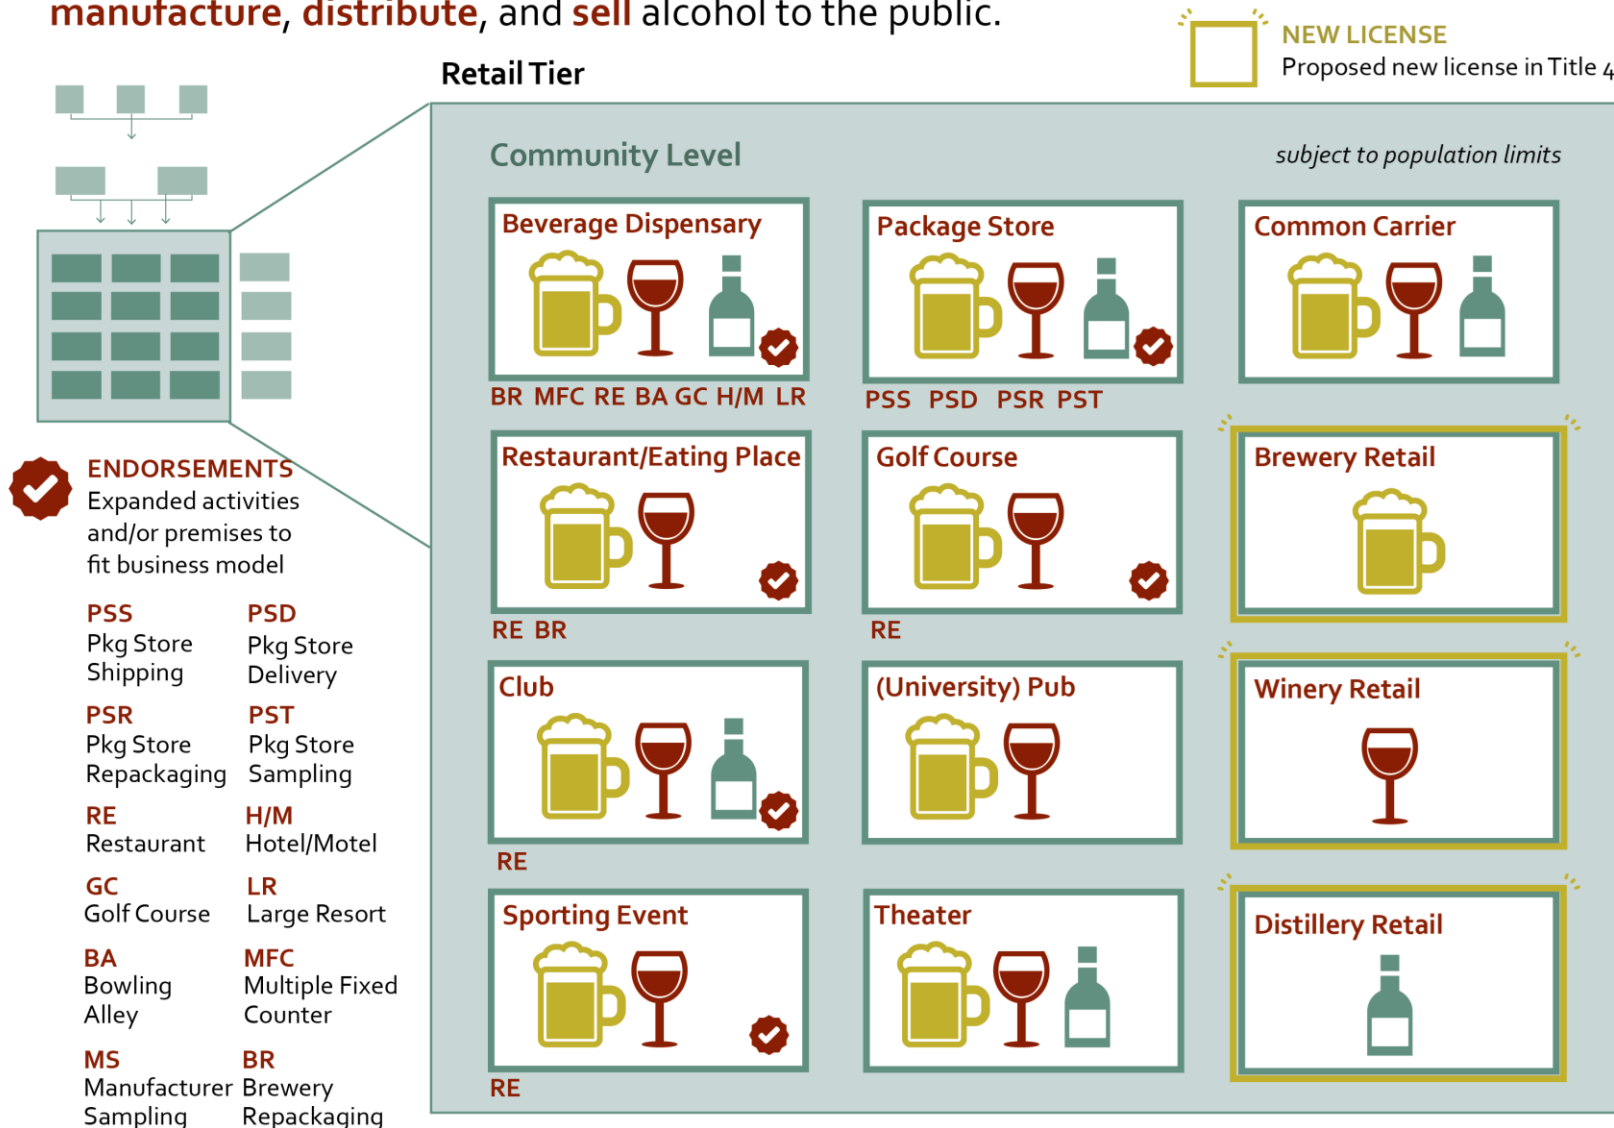 manufacture, distribute, and sell alcohol to the public.
NEW LICENSE
Proposed new license in Title 4
Retail Tier
Community Level
subject to population limits
Beverage Dispensary
BR MFC RE BA GC H/M LR
Package Store
PSS PSD PSR PST
Common Carrier
Restaurant/Eating Place
RE BR
Golf Course
RE
Brewery Retail
Club
RE
(University) Pub
Winery Retail
Sporting Event
RE
Theater
Distillery Retail
ENDORSEMENTS
Expanded activities
and/or premises to
fit business model
PSS
Pkg Store
Shipping
PSD
Pkg Store
Delivery
PSR
Pkg Store
Repackaging
PST
Pkg Store
Sampling
RE
Restaurant
H/M
Hotel/Motel
GC
Golf Course
LR
Large Resort
BA
Bowling
Alley
MFC
Multiple Fixed
Counter
MS
Manufacturer
Sampling
BR
Brewery
Repackaging